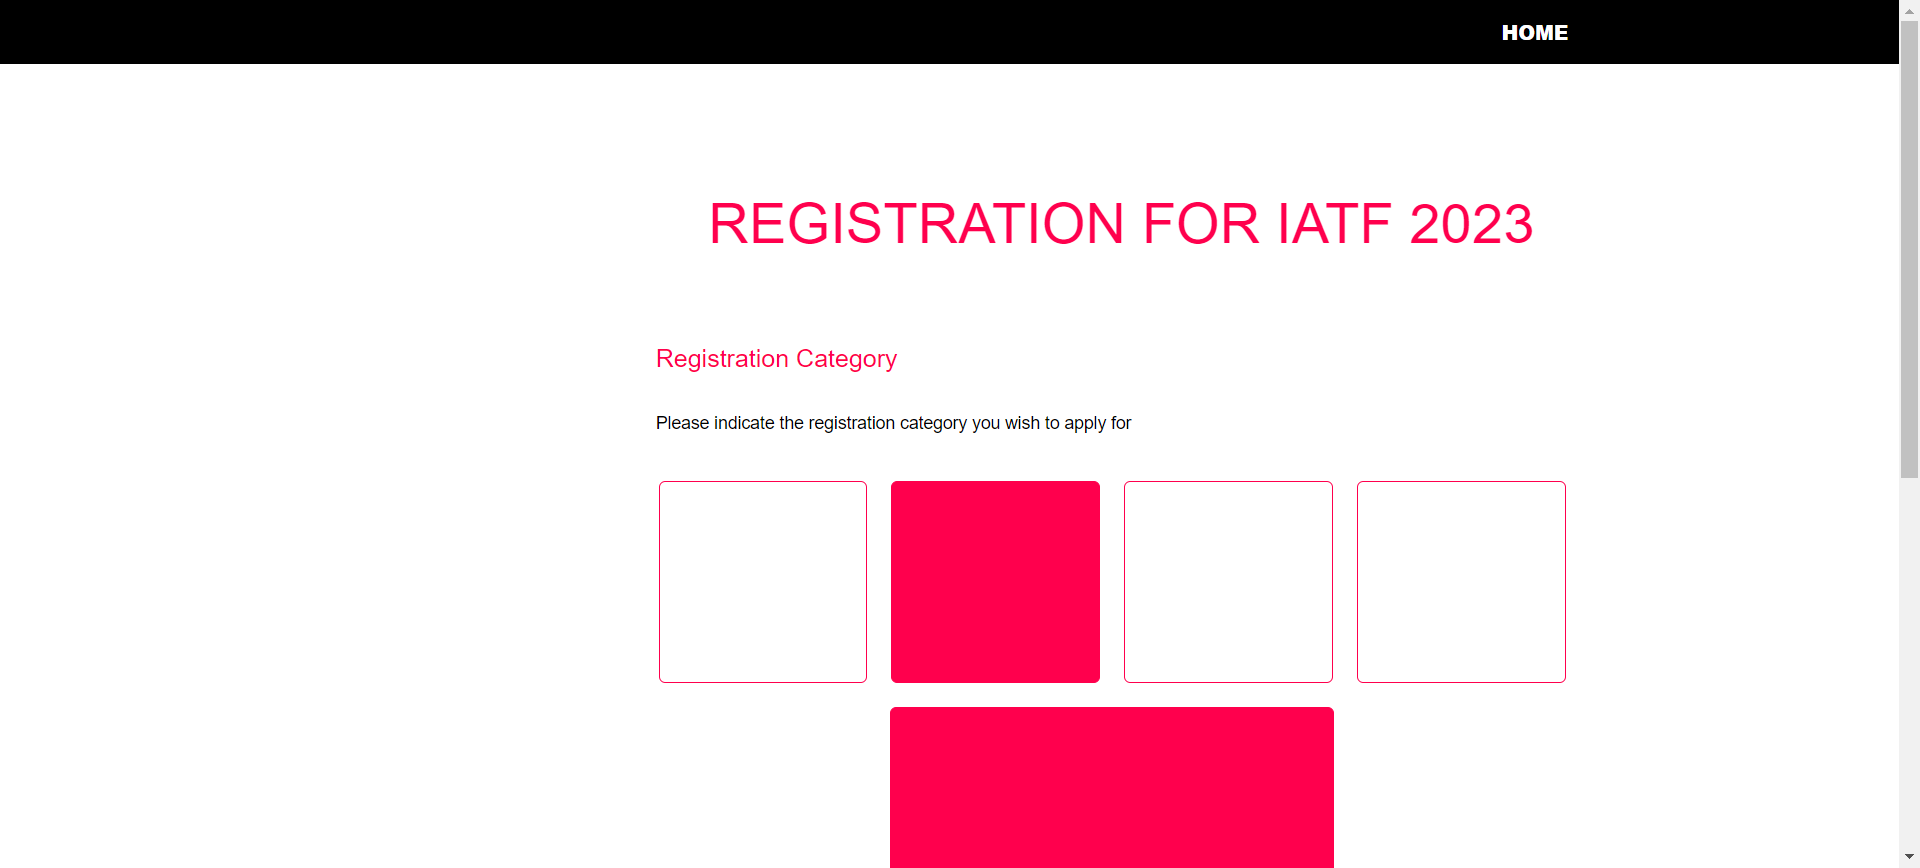 HOME
REGISTRATION FOR IATF 2023
Registration Category
Please indicate the registration category you wish to apply for